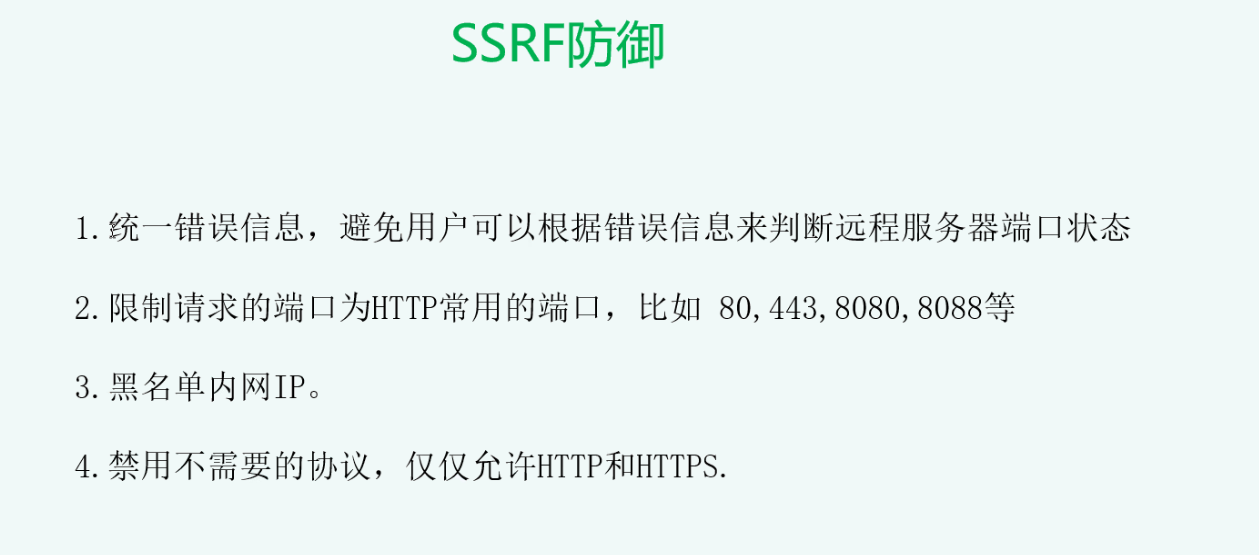 SSRF防御
1.统一错误信息，避免用户可以根据错误信息来判断远程服务器端口状态
2.限制请求的端口为HTTP常用的端口，比如 80,443,8080,8088等
3.黑名单内网IP。
4.禁用不需要的协议，仅仅允许HTTP和HTTPS.